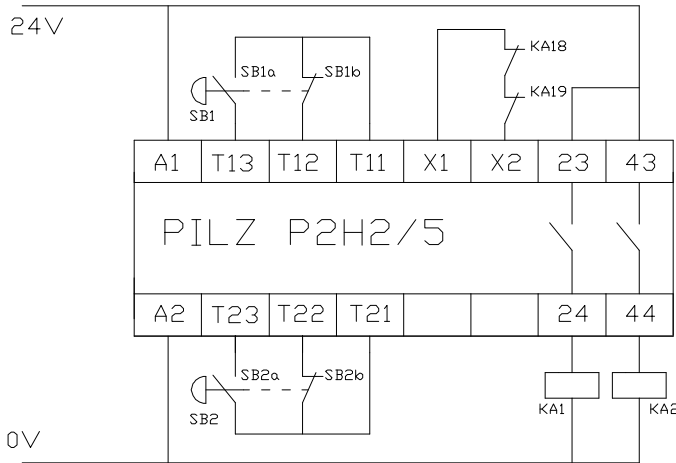 24V
KA18
SB1a
SB1b
KA19
SB1
A1 T13 T12 T11 X1 X2 23 43
PILZ P2H2/5
A2 T23 T22 T21 24 44
SB2a
SB2b
SB2
KA1
KA2
0V